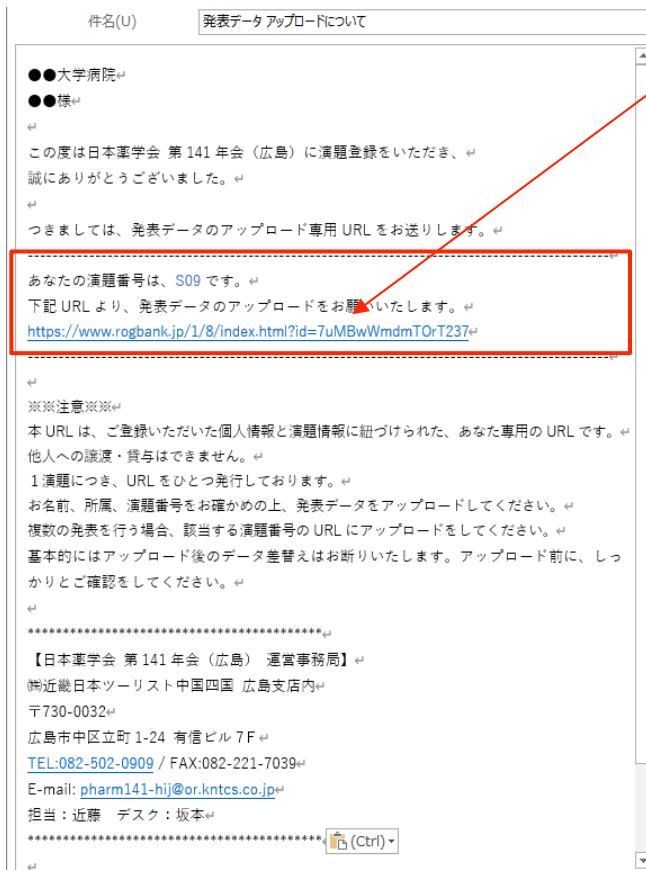 件名(U) 発表データ アップロードについて
●●大学病院↵
●●様↵
↵
この度は日本薬学会 第 141 年会（広島）に演題登録をいただき、↵
誠にありがとうございました。↵
↵
つきましては、発表データのアップロード専用 URL をお送りします。↵
--------------------------------------------------------------------------------↵
あなたの演題番号は、S09 です。↵
下記 URL より、発表データのアップロードをお願いいたします。↵
https://www.rogbank.jp/1/8/index.html?id=7uMBwWmdmTOrT237↵
--------------------------------------------------------------------------------↵
↵
※※注意※※↵
本 URL は、ご登録いただいた個人情報と演題情報に紐づけられた、あなた専用の URL です。↵
他人への譲渡・貸与はできません。↵
１演題につき、URL をひとつ発行しております。↵
お名前、所属、演題番号をお確かめの上、発表データをアップロードしてください。↵
複数の発表を行う場合、該当する演題番号の URL にアップロードをしてください。↵
基本的にはアップロード後のデータ差替えはお断りいたします。アップロード前に、しっ
かりとご確認をしてください。↵
↵
******************************************↵
【日本薬学会 第 141 年会（広島） 運営事務局】↵
㈱近畿日本ツーリスト中国四国 広島支店内↵
〒730-0032↵
広島市中区立町 1-24 有信ビル 7Ｆ↵
TEL:082-502-0909 / FAX:082-221-7039↵
E-mail: pharm141-hij@or.kntcs.co.jp↵
担当：近藤　デスク：坂本↵
******************************************↵ (Ctrl)
↵